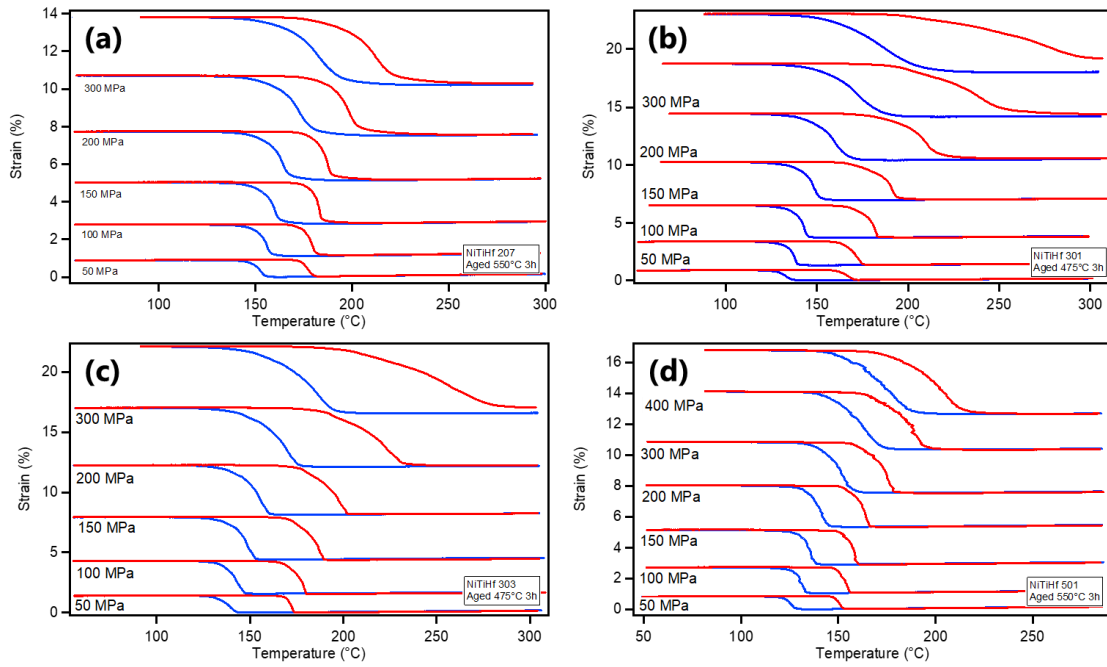 (a)
14
12
10
8
6
4
2
0
Strain (%)
300 MPa
200 MPa
150 MPa
100 MPa
50 MPa
NiTiHf 207
Aged 550°C 3h
100 150 200 250 300
Temperature (°C)
(b)
20
15
10
5
0
Strain (%)
300 MPa
200 MPa
150 MPa
100 MPa
50 MPa
NiTiHf 301
Aged 475°C 3h
100 150 200 250 300
Temperature (°C)
(c)
20
15
10
5
0
Strain (%)
300 MPa
200 MPa
150 MPa
100 MPa
50 MPa
NiTiHf 303
Aged 475°C 3h
100 150 200 250 300
Temperature (°C)
(d)
16
14
12
10
8
6
4
2
0
Strain (%)
400 MPa
300 MPa
200 MPa
150 MPa
100 MPa
50 MPa
NiTiHf 501
Aged 550°C 3h
50 100 150 200 250
Temperature (°C)